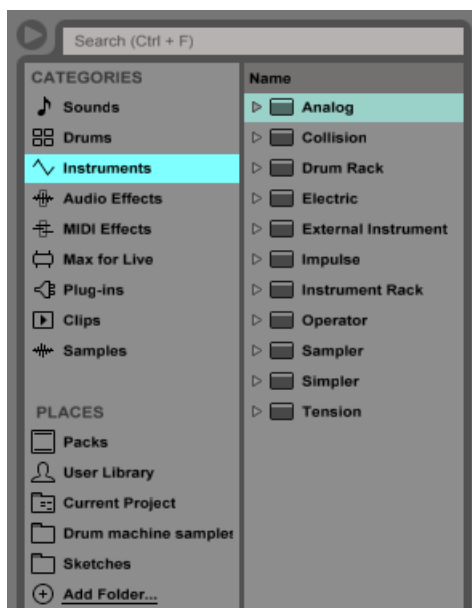 Search (Ctrl + F)
CATEGORIES
Sounds
Drums
Instruments
Audio Effects
MIDI Effects
Max for Live
Plug-ins
Clips
Samples
PLACES
Packs
User Library
Current Project
Drum machine samples
Sketches
Add Folder...
Name
Analog
Collision
Drum Rack
Electric
External Instrument
Impulse
Instrument Rack
Operator
Sampler
Simpler
Tension